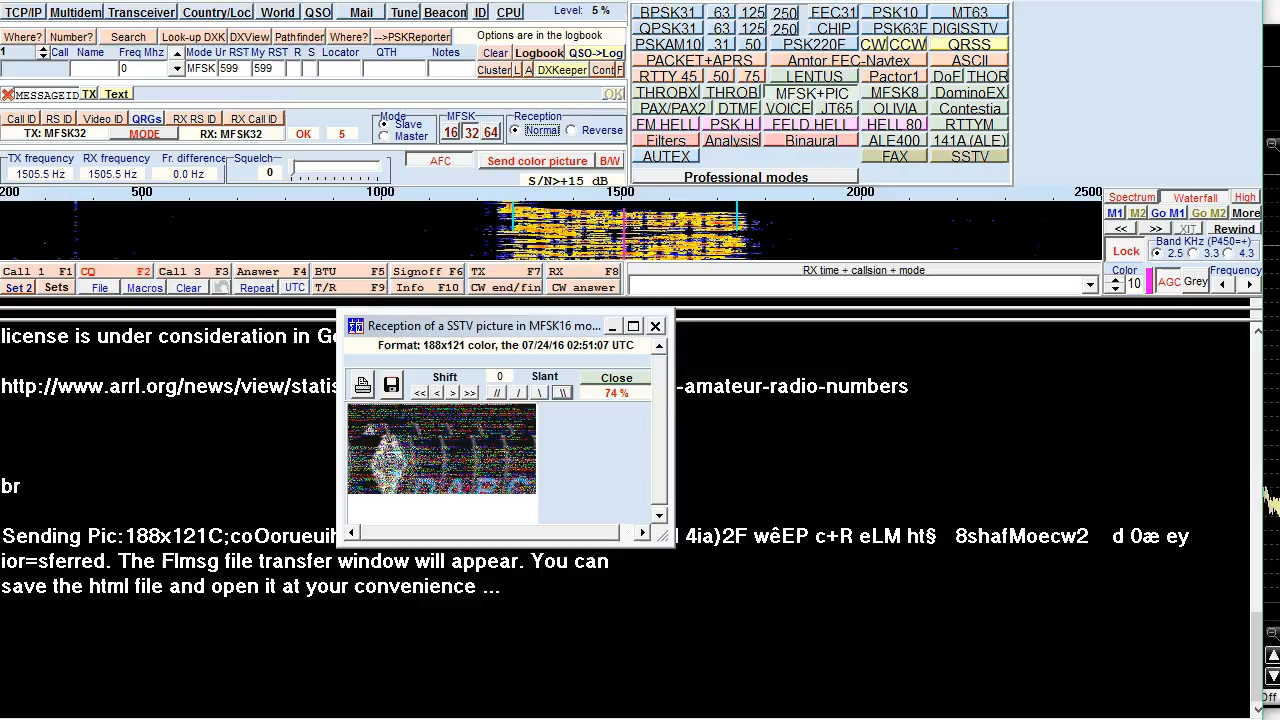 TCP/IP Multidem Transceiver Country/Loc World QSO Mail Tune Beacon ID CPU Level: 5 %
Where? Number? Search Look-up DXK DXView Pathfinder Where? -->PSKReporter Options are in the logbook
1 Call Name Freq Mhz Mode Ur RST My RST R S Locator QTH Notes Clear Logbook QSO->Log
0 MFSK 599 599 Cluster L A DXKeeper Cont F
MESSAGEID TX Text OK
Call ID RS ID Video ID QRGs RX RS ID RX Call ID Mode MFSK Reception
TX: MFSK32 MODE RX: MFSK32 OK 5 Slave Master 16 32 64 Normal Reverse
TX frequency RX frequency Fr. difference Squelch AFC Send color picture B/W
1505.5 Hz 1505.5 Hz 0.0 Hz 0 S/N>+15 dB
BPSK31 63 125 250 FEC31 PSK10 MT63
QPSK31 63 125 250 CHIP PSK63F DIGISSTV
PSKAM10 31 50 PSK220F CW CCW QRSS
PACKET+APRS Amtor FEC-Navtex ASCII
RTTY 45 50 75 LENTUS Pactor1 DoF THOR
THROBX THROB MFSK+PIC MFSK8 DominoEX
PAX/PAX2 DTMF VOICE JT65 OLIVIA Contestia
FM HELL PSK H FELD HELL HELL 80 RTTYM
Filters Analysis Binaural ALE400 141A (ALE)
AUTEX FAX SSTV
Professional modes
200 500 1000 1500 2000 2500
Spectrum Waterfall High
M1 M2 Go M1 Go M2 More
<< >> XIT Rewind
Lock Band KHz (P450=+)
2.5 3.3 4.3
Color 10 AGC Grey Frequency
Call 1 F1 CQ F2 Call 3 F3 Answer F4 BTU F5 Signoff F6 TX F7 RX F8
Set 2 Sets File Macros Clear Repeat UTC T/R F9 Info F10 CW end/fin CW answer
RX time + callsign + mode
license is under consideration in Ge
http://www.arrl.org/news/view/statis -amateur-radio-numbers
br
Sending Pic:188x121C;coOorueuih 4ia)2F wêEP c+R eLM ht§ 8shafMoecw2 d 0æ ey
ior=sferred. The Flmsg file transfer window will appear. You can
save the html file and open it at your convenience ...
Reception of a SSTV picture in MFSK16 mo...
Format: 188x121 color, the 07/24/16 02:51:07 UTC
Shift 0 Slant Close
<< < > >> // / \ \\ 74 %
Off